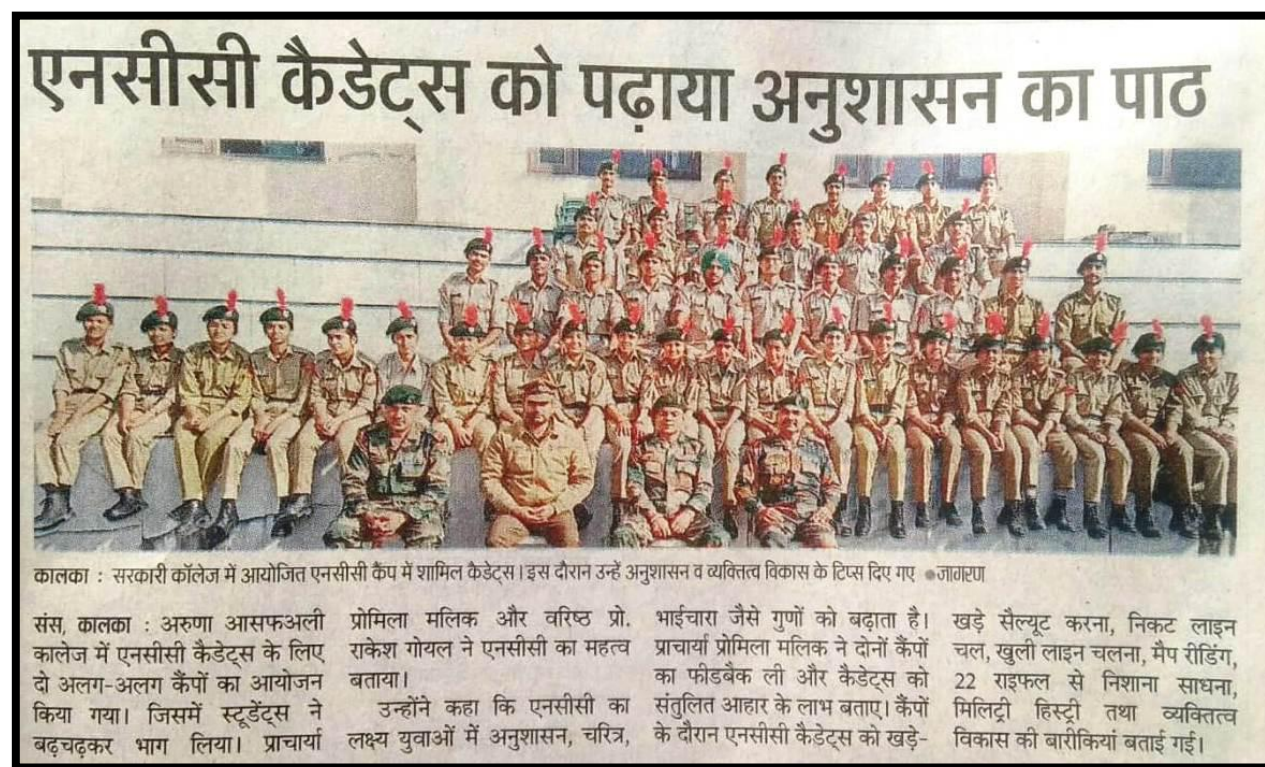 एनसीसी कैडेट्स को पढ़ाया अनुशासन का पाठ
कालका : सरकारी कॉलेज में आयोजित एनसीसी कैंप में शामिल कैडेट्स। इस दौरान उन्हें अनुशासन व व्यक्तित्व विकास के टिप्स दिए गए ●जागरण
संस, कालका : अरुणा आसफअली
कालेज में एनसीसी कैडेट्स के लिए
दो अलग-अलग कैंपों का आयोजन
किया गया। जिसमें स्टूडेंट्स ने
बढ़चढ़कर भाग लिया। प्राचार्या
प्रोमिला मलिक और वरिष्ठ प्रो.
राकेश गोयल ने एनसीसी का महत्व
बताया।
उन्होंने कहा कि एनसीसी का
लक्ष्य युवाओं में अनुशासन, चरित्र,
भाईचारा जैसे गुणों को बढ़ाता है।
प्राचार्या प्रोमिला मलिक ने दोनों कैंपों
का फीडबैक ली और कैडेट्स को
संतुलित आहार के लाभ बताए। कैंपों
के दौरान एनसीसी कैडेट्स को खड़े-
खड़े सैल्यूट करना, निकट लाइन
चल, खुली लाइन चलना, मैप रीडिंग,
22 राइफल से निशाना साधना,
मिलिट्री हिस्ट्री तथा व्यक्तित्व
विकास की बारीकियां बताई गई।